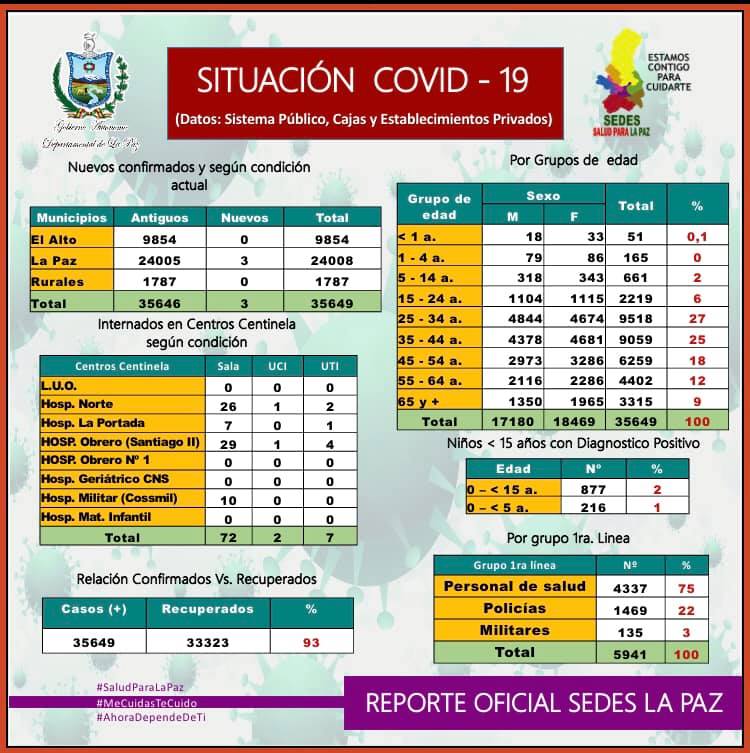 Gobierno Autónomo
Departamental de La Paz
SITUACIÓN COVID - 19
(Datos: Sistema Público, Cajas y Establecimientos Privados)
ESTAMOS
CONTIGO
PARA
CUIDARTE
SEDES
SALUD PARA LA PAZ
Nuevos confirmados y según condición
actual
Municipios Antiguos Nuevos Total
El Alto 9854 0 9854
La Paz 24005 3 24008
Rurales 1787 0 1787
Total 35646 3 35649
Internados en Centros Centinela
según condición
Centros Centinela Sala UCI UTI
L.U.O. 0 0 0
Hosp. Norte 26 1 2
Hosp. La Portada 7 0 1
HOSP. Obrero (Santiago II) 29 1 4
HOSP. Obrero Nº 1 0 0 0
Hosp. Geriátrico CNS 0 0 0
Hosp. Militar (Cossmil) 10 0 0
Hosp. Mat. Infantil 0 0 0
Total 72 2 7
Relación Confirmados Vs. Recuperados
Casos (+) Recuperados %
35649 33323 93
Por Grupos de edad
Grupo de edad Sexo Total %
M F
< 1 a. 18 33 51 0,1
1 - 4 a. 79 86 165 0
5 - 14 a. 318 343 661 2
15 - 24 a. 1104 1115 2219 6
25 - 34 a. 4844 4674 9518 27
35 - 44 a. 4378 4681 9059 25
45 - 54 a. 2973 3286 6259 18
55 - 64 a. 2116 2286 4402 12
65 y + 1350 1965 3315 9
Total 17180 18469 35649 100
Niños < 15 años con Diagnostico Positivo
Edad Nº %
0 – < 15 a. 877 2
0 – < 5 a. 216 1
Por grupo 1ra. Linea
Grupo 1ra línea Nº %
Personal de salud 4337 75
Policías 1469 22
Militares 135 3
Total 5941 100
#SaludParaLaPaz
#MeCuidasTeCuido
#AhoraDependeDeTi
REPORTE OFICIAL SEDES LA PAZ